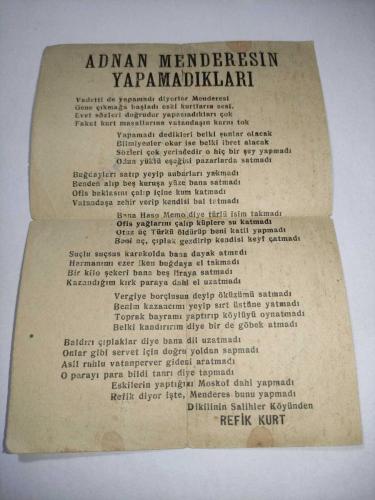 ADNAN MENDERESİN
YAPAMADIKLARI
Vadetti de yapamadı diyorlar Menderesi
Gene çıkmağa başladı eski kurtların sesi.
Evet sözleri doğrudur yapamadıkları çok
Fakat kurt masallarına vatandaşın karnı tok
Yapamadı dedikleri belki şunlar olacak
Bilmiyenler okur ise belki ibret alacak
Sözleri çok yerindedir o hiç bir şey yapmadı
Odun yüklü eşeğini pazarlarda satmadı
Buğdayları satıp yeyip anbarları yakmadı
Benden alıp beş kuruşa yüze bana satmadı
Ofis baklasını çalıp içine kum katmadı
Vatandaşa zehir verip kendisi bal tatmadı
Bana Haso Memo diye türlü isim takmadı
Ofis yağlarını çalıp küplere su katmadı
Otuz üç Türkü öldürüp beni katil yapmadı
Beni aç, çıplak gezdirip kendisi keyf çatmadı
Suçlu suçsuz karakolda bana dayak atmadı
Harmanımı ezer iken buğdaya el takmadı
Bir kilo şekeri bana beş liraya satmadı
Kazandığım kırk paraya dahi el uzatmadı
Vergiye borçlusun deyip öküzümü satmadı
Benim kazancımı yeyip sırt üstüne yatmadı
Toprak bayramı yaptırıp köylüyü oynatmadı
Belki kandırırım diye bir de göbek atmadı
Baldırı çıplaklar diye bana dil uzatmadı
Onlar gibi servet için doğru yoldan sapmadı
Asil ruhlu vatanperver gidesi aratmadı
O parayı para bildi tanrı diye tapmadı
Eskilerin yaptığını Moskof dahi yapmadı
Refik diyor işte, Menderes bunu yapmadı
Dikilinin Salihler Köyünden
REFİK KURT